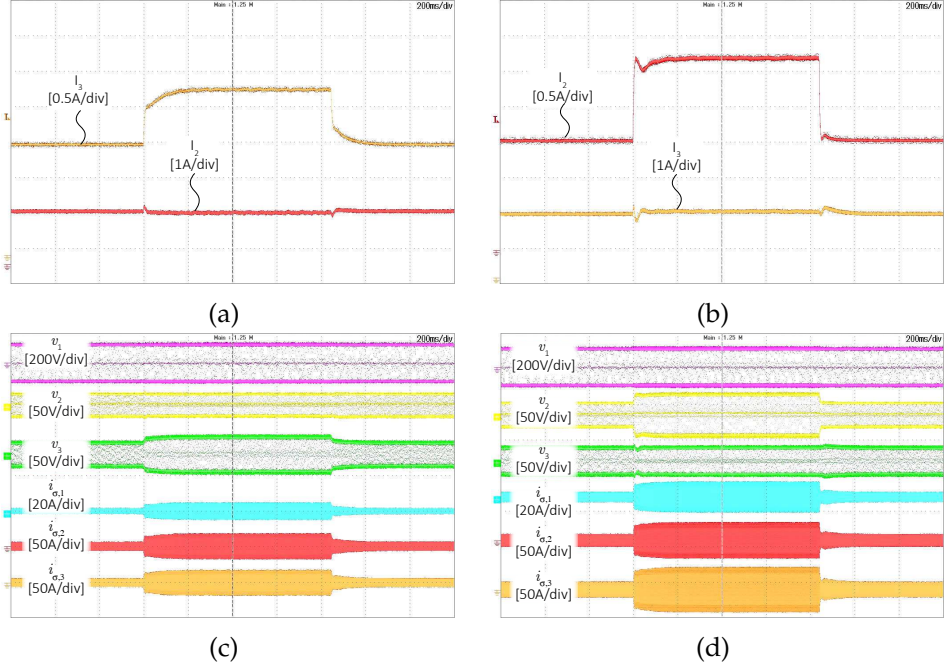 Main : 1.25 M
200ms/div
I3
[0.5A/div]
I2
[1A/div]
(a)
Main : 1.25 M
200ms/div
I2
[0.5A/div]
I3
[1A/div]
(b)
Main : 1.25 M
200ms/div
v1
[200V/div]
v2
[50V/div]
v3
[50V/div]
iσ,1
[20A/div]
iσ,2
[50A/div]
iσ,3
[50A/div]
(c)
Main : 1.25 M
200ms/div
v1
[200V/div]
v2
[50V/div]
v3
[50V/div]
iσ,1
[20A/div]
iσ,2
[50A/div]
iσ,3
[50A/div]
(d)